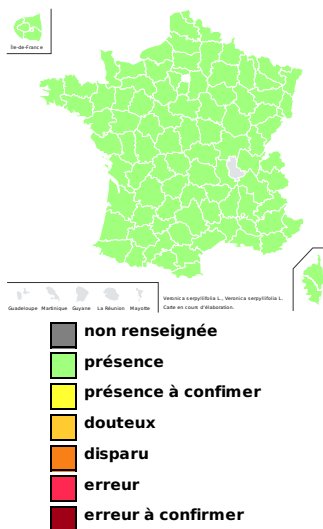 Île-de-France
Guadeloupe Martinique Guyane La Réunion Mayotte
Veronica serpyllifolia L., Veronica serpyllifolia L.
Carte en cours d'élaboration.
non renseignée
présence
présence à confimer
douteux
disparu
erreur
erreur à confirmer